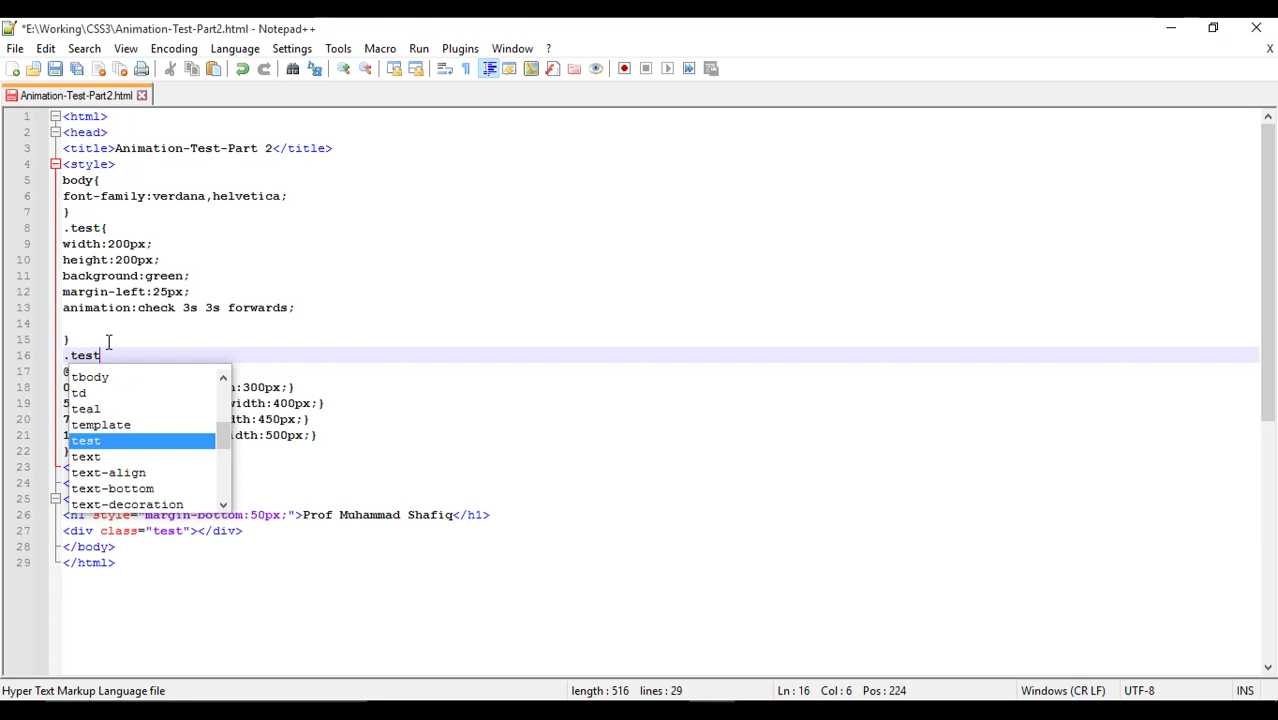 *E:\Working\CSS3\Animation-Test-Part2.html - Notepad++
File Edit Search View Encoding Language Settings Tools Macro Run Plugins Window ? X
Animation-Test-Part2.html
1 <html>
2 <head>
3 <title>Animation-Test-Part 2</title>
4 <style>
5 body{
6 font-family:verdana,helvetica;
7 }
8 .test{
9 width:200px;
10 height:200px;
11 background:green;
12 margin-left:25px;
13 animation:check 3s 3s forwards;
14
15 }
16 .test
17 @
18 0 :300px;}
19 5 width:400px;}
20 7 :450px;}
21 1 width:500px;}
22 }
23 <
24 <
25 <
tbody
td
teal
template
test
text
text-align
text-bottom
text-decoration
26 <h1 style="margin-bottom:50px;">Prof Muhammad Shafiq</h1>
27 <div class="test"></div>
28 </body>
29 </html>
Hyper Text Markup Language file length : 516 lines : 29 Ln : 16 Col : 6 Pos : 224 Windows (CR LF) UTF-8 INS